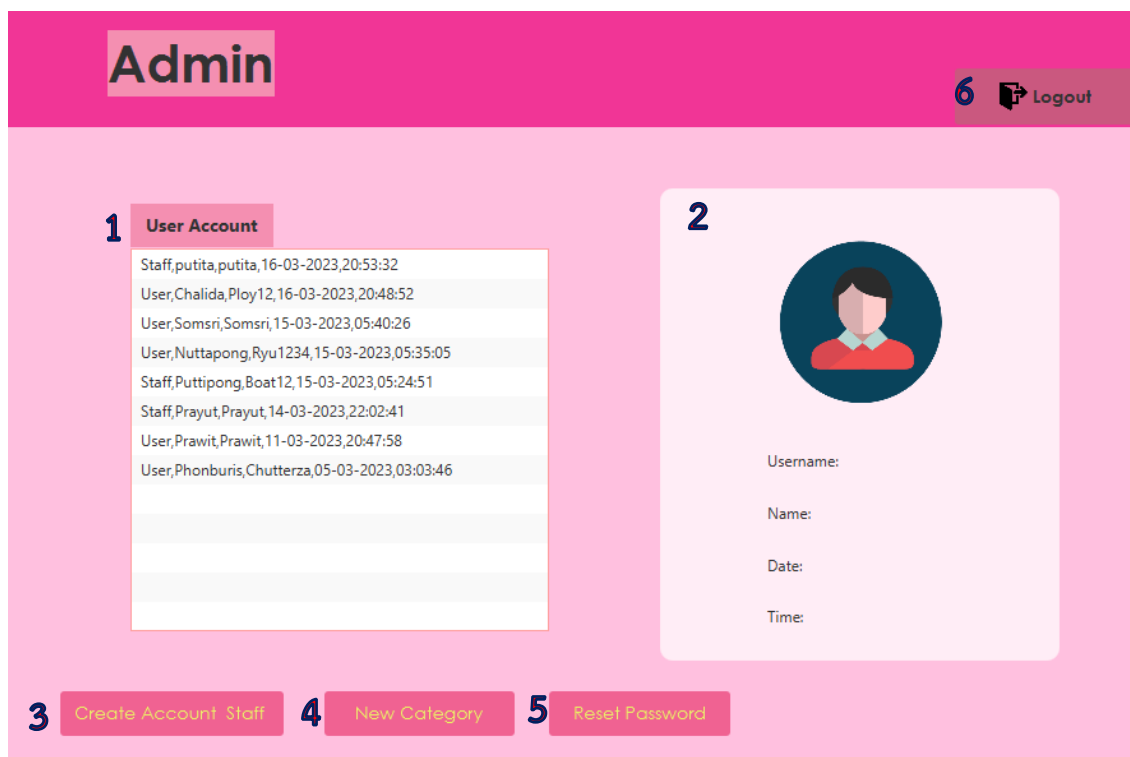 Admin
6 Logout
1 User Account
Staff,putita,putita,16-03-2023,20:53:32
User,Chalida,Ploy12,16-03-2023,20:48:52
User,Somsri,Somsri,15-03-2023,05:40:26
User,Nuttapong,Ryu1234,15-03-2023,05:35:05
Staff,Puttipong,Boat12,15-03-2023,05:24:51
Staff,Prayut,Prayut,14-03-2023,22:02:41
User,Prawit,Prawit,11-03-2023,20:47:58
User,Phonburis,Chutterza,05-03-2023,03:03:46
2
Username:
Name:
Date:
Time:
3 Create Account Staff
4 New Category
5 Reset Password